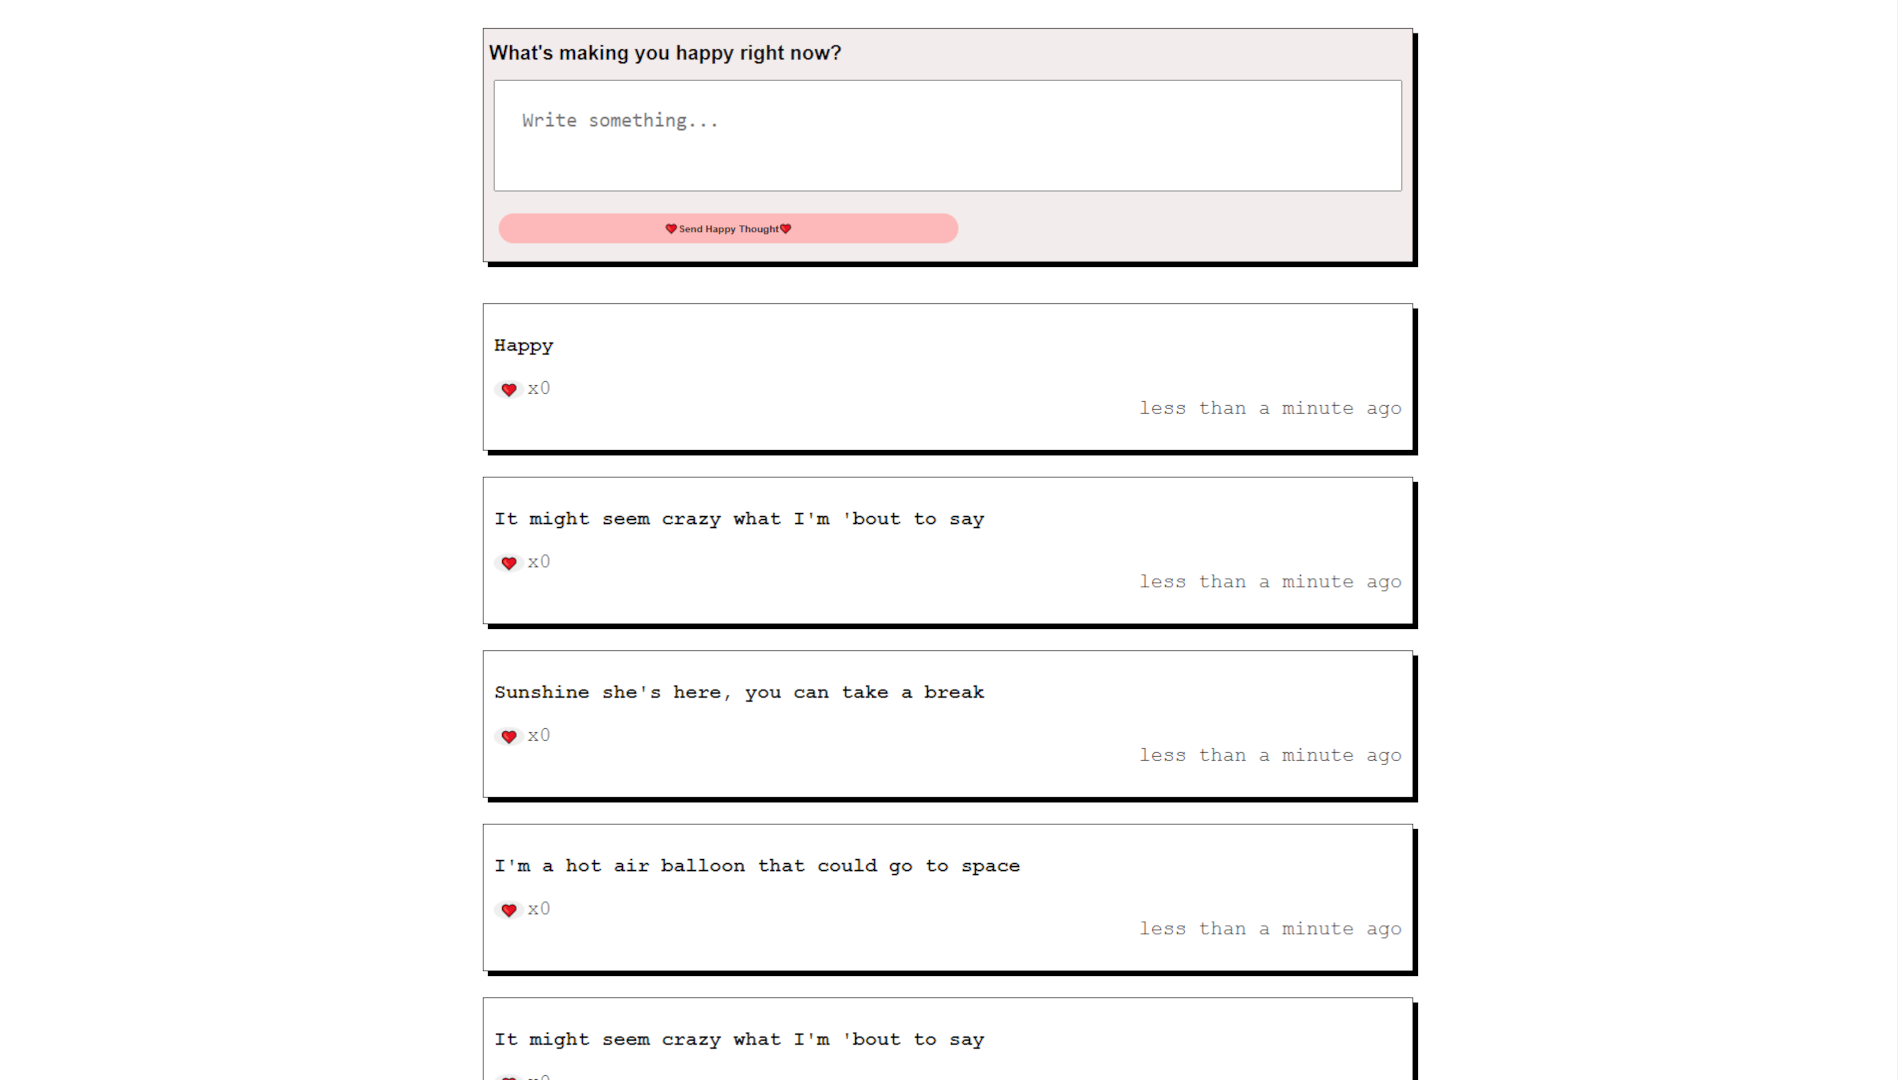 What's making you happy right now?
Write something...
❤️Send Happy Thought❤️
Happy
❤️ x0
less than a minute ago
It might seem crazy what I'm 'bout to say
❤️ x0
less than a minute ago
Sunshine she's here, you can take a break
❤️ x0
less than a minute ago
I'm a hot air balloon that could go to space
❤️ x0
less than a minute ago
It might seem crazy what I'm 'bout to say